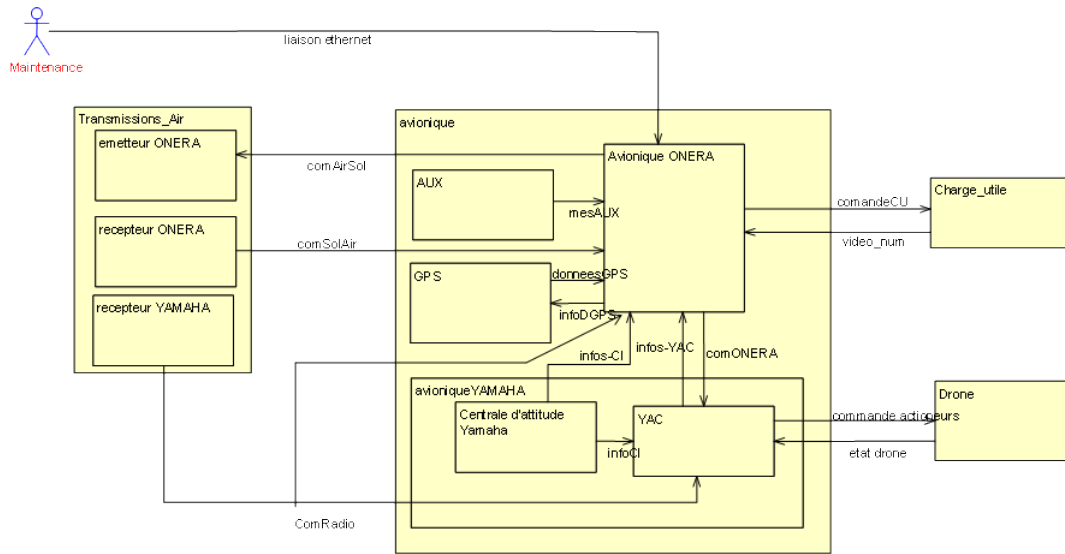 liaison ethernet
Maintenance
Transmissions_Air
emetteur ONERA
comAirSol
recepteur ONERA
comSolAir
recepteur YAMAHA
avionique
Avionique ONERA
AUX
mesAUX
GPS
donneesGPS
infoDGPS
comandeCU
Charge_utile
video_num
infos-CI
infos-YAC
comONERA
avioniqueYAMAHA
Centrale d'attitude
Yamaha
infoCI
YAC
commande actioneurs
Drone
etat drone
ComRadio